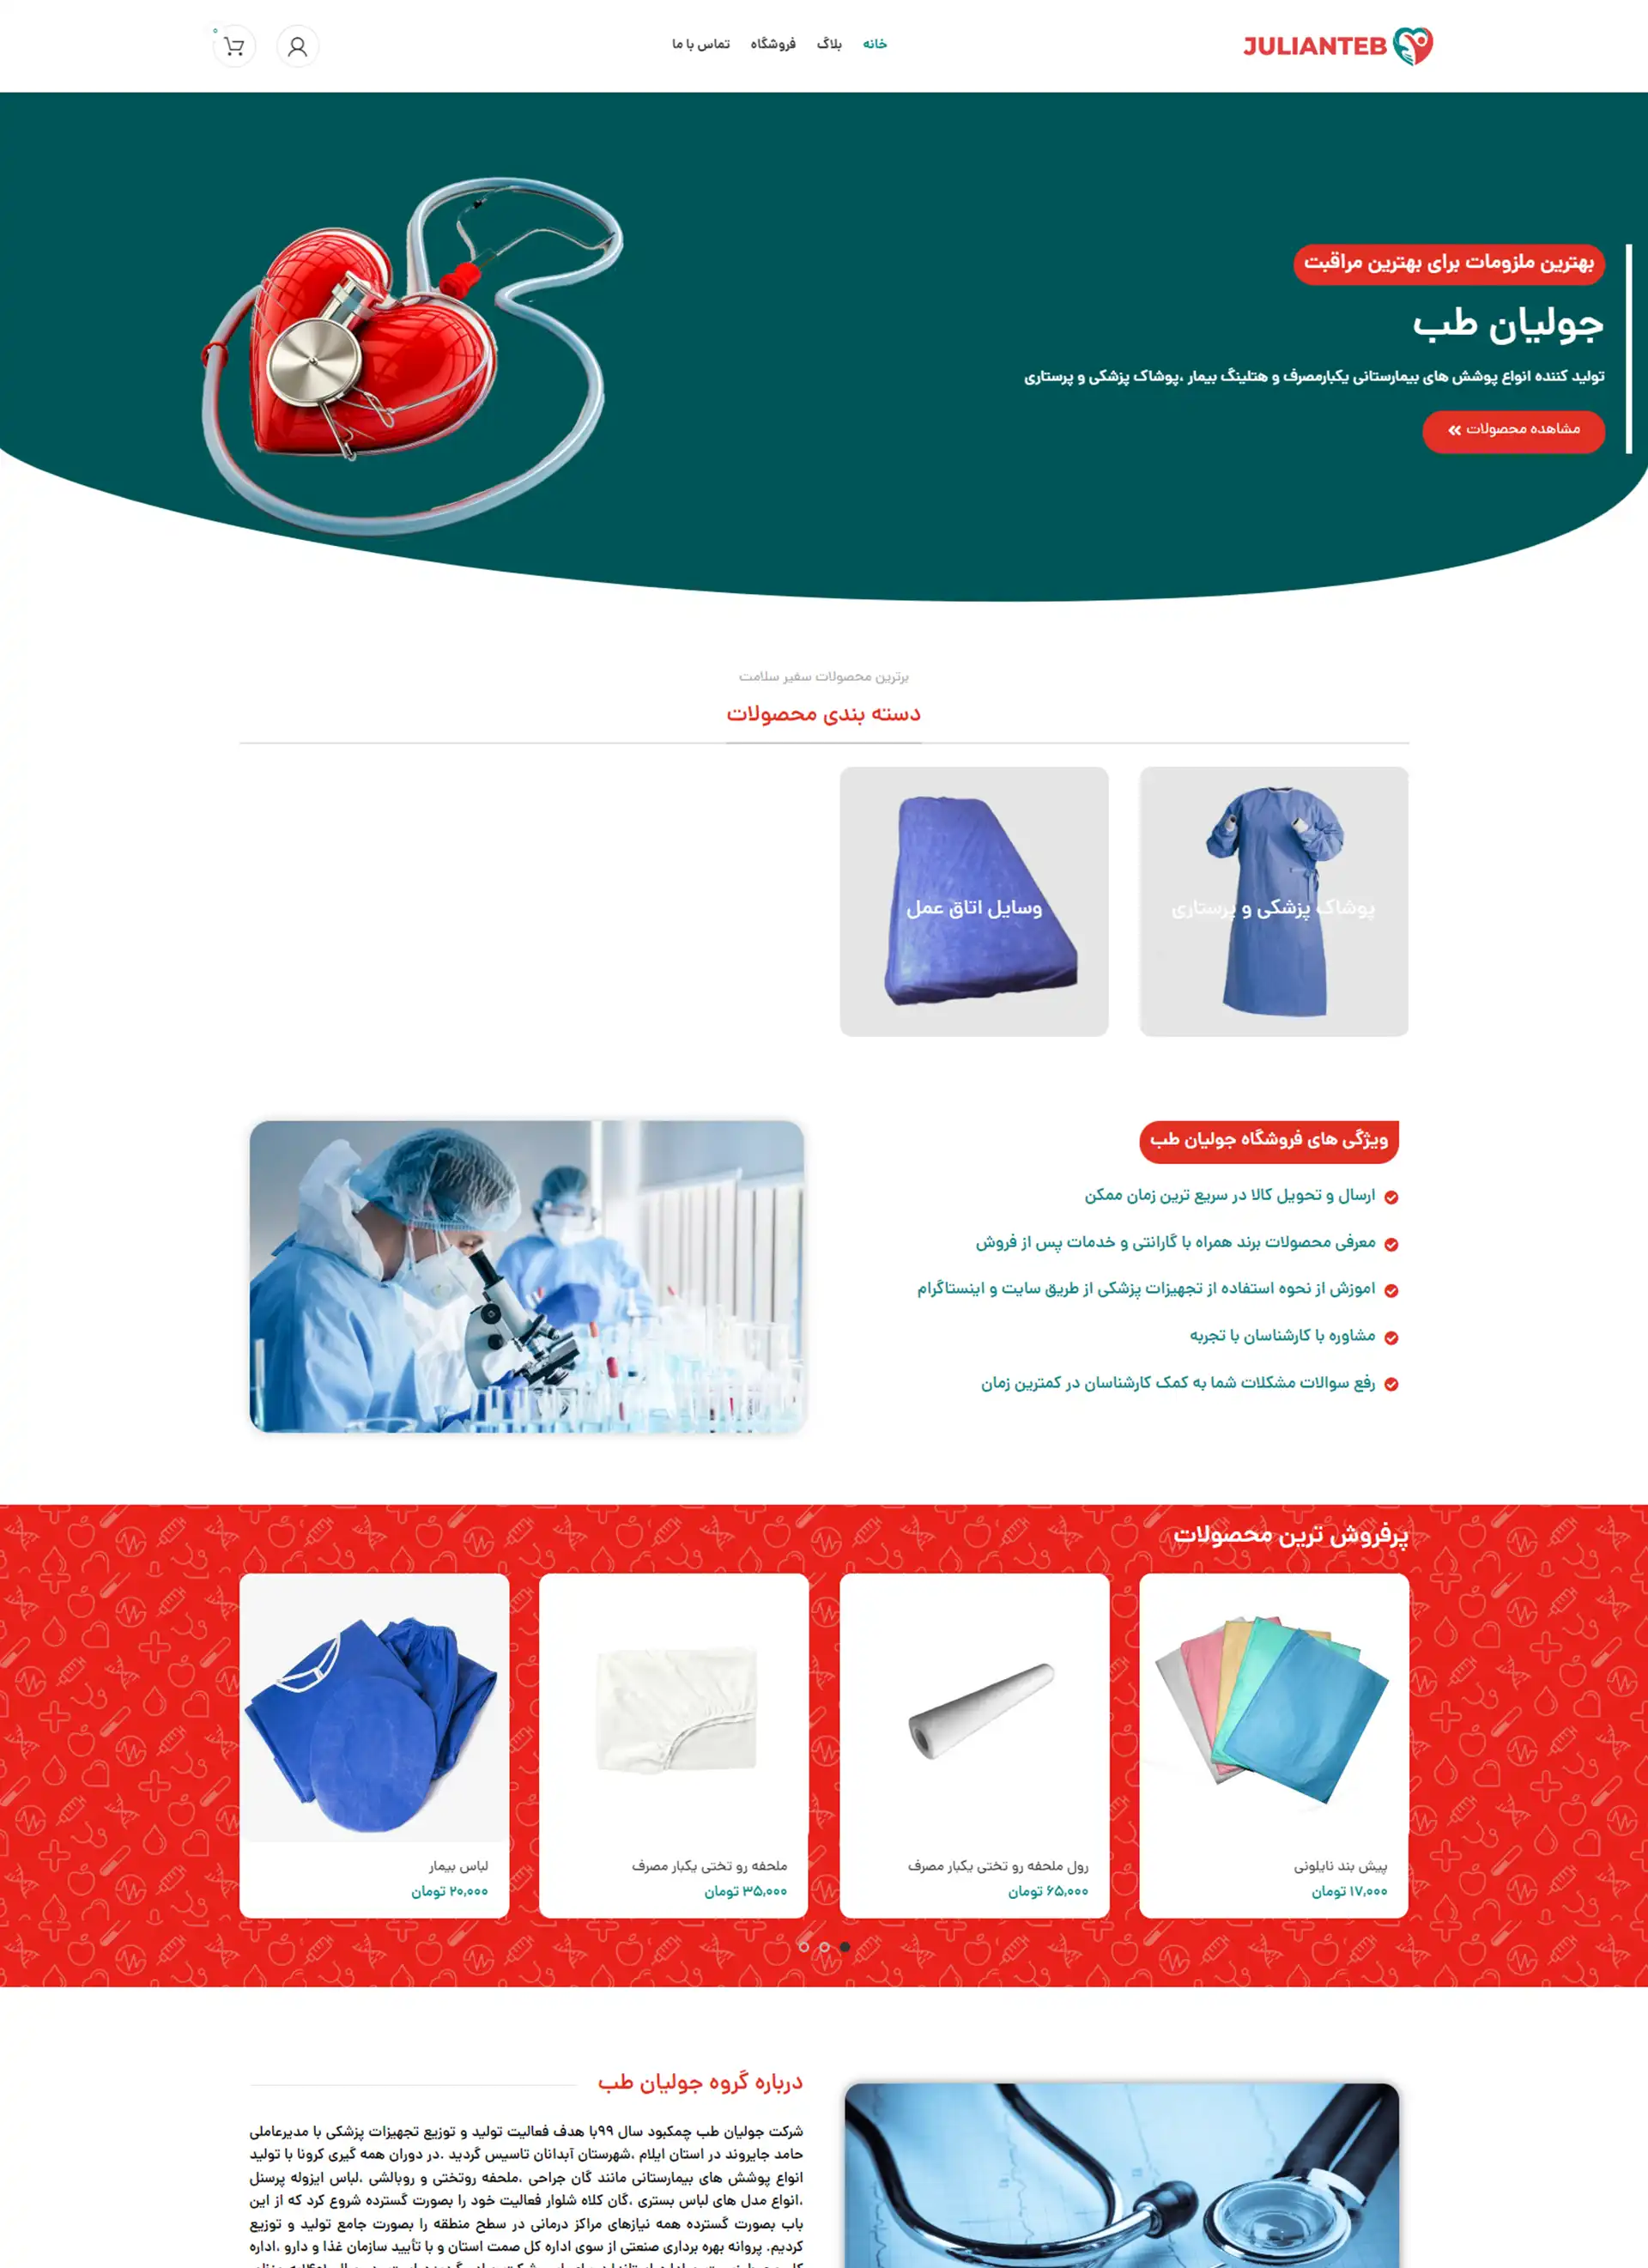 JULIANTEB
خانه
بلاگ
فروشگاه
تماس با ما
۰
بهترین ملزومات برای بهترین مراقبت
جولیان طب
تولید کننده انواع پوشش های بیمارستانی یکبارمصرف و هتلینگ بیمار ،پوشاک پزشکی و پرستاری
مشاهده محصولات
برترین محصولات سفیر سلامت
دسته بندی محصولات
پوشاک پزشکی و پرستاری
وسایل اتاق عمل
ویژگی های فروشگاه جولیان طب
ارسال و تحویل کالا در سریع ترین زمان ممکن
معرفی محصولات برند همراه با گارانتی و خدمات پس از فروش
اموزش از نحوه استفاده از تجهیزات پزشکی از طریق سایت و اینستاگرام
مشاوره با کارشناسان با تجربه
رفع سوالات مشکلات شما به کمک کارشناسان در کمترین زمان
پرفروش ترین محصولات
پیش بند نایلونی
۱۷,۰۰۰ تومان
رول ملحفه رو تختی یکبار مصرف
۶۵,۰۰۰ تومان
ملحفه رو تختی یکبار مصرف
۳۵,۰۰۰ تومان
لباس بیمار
۲۰,۰۰۰ تومان
درباره گروه جولیان طب
شرکت جولیان طب چمکبود سال ۹۹با هدف فعالیت تولید و توزیع تجهیزات پزشکی با مدیرعاملی
حامد جایروند در استان ایلام ،شهرستان آبدانان تاسیس گردید .در دوران همه گیری کرونا با تولید
انواع پوشش های بیمارستانی مانند گان جراحی ،ملحفه روتختی و روبالشی ،لباس ایزوله پرسنل
،انواع مدل های لباس بستری ،گان کلاه شلوار فعالیت خود را بصورت گسترده شروع کرد که از این
باب بصورت گسترده همه نیازهای مراکز درمانی در سطح منطقه را بصورت جامع تولید و توزیع
کردیم. پروانه بهره برداری صنعتی از سوی اداره کل صمت استان و با تأیید سازمان غذا و دارو ،اداره